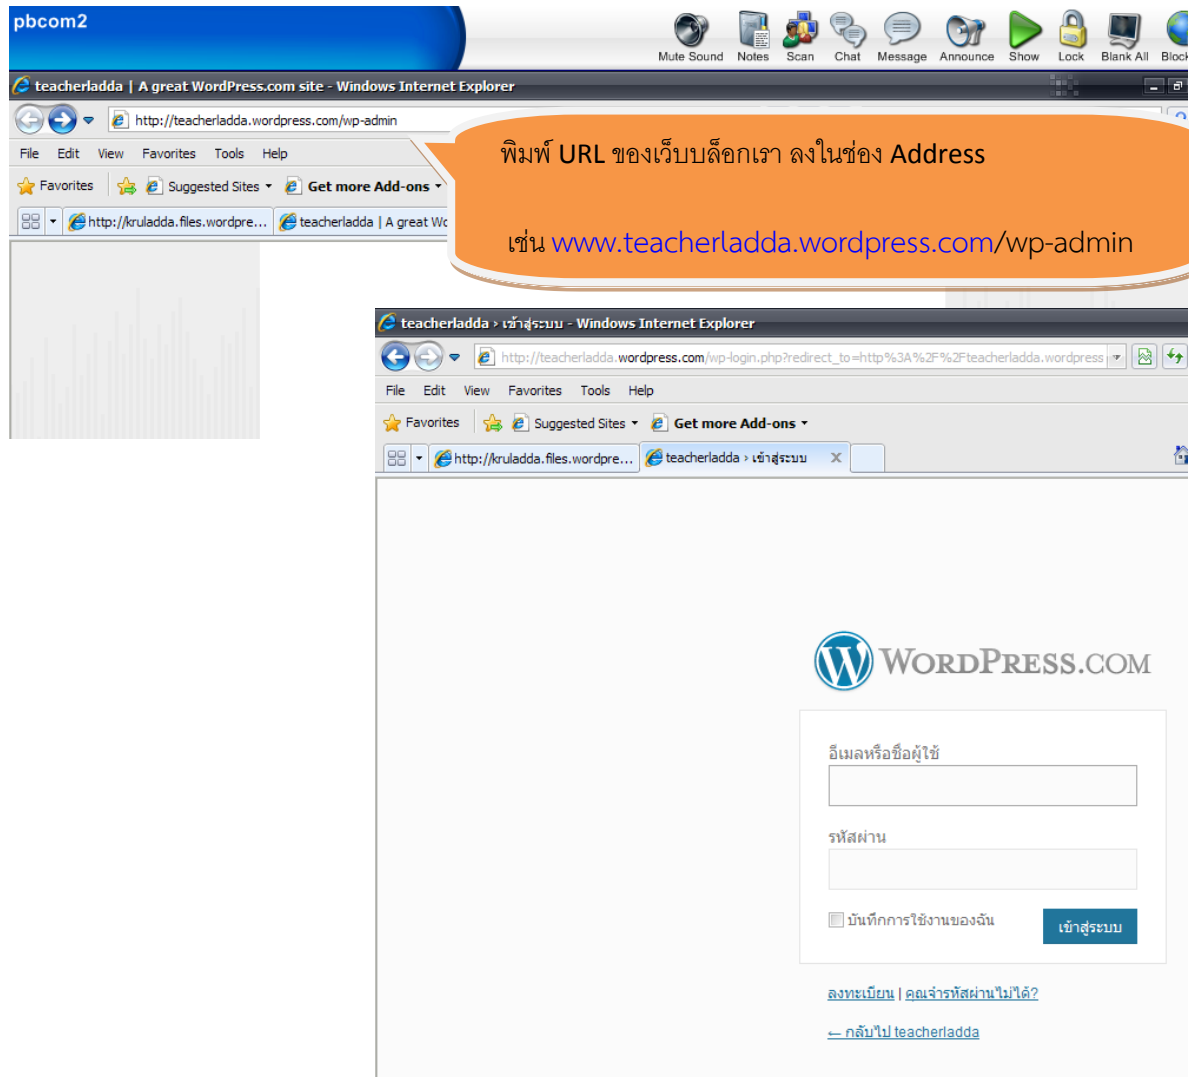 pbcom2
Mute Sound Notes Scan Chat Message Announce Show Lock Blank All
teacherladda | A great WordPress.com site - Windows Internet Explorer
http://teacherladda.wordpress.com/wp-admin
File Edit View Favorites Tools Help
Favorites Suggested Sites Get more Add-ons
http://kruladda.files.wordpre... teacherladda | A great
พิมพ์ URL ของเว็บบล็อกเรา ลงในช่อง Address
เช่น www.teacherladda.wordpress.com/wp-admin
teacherladda › เข้าสู่ระบบ - Windows Internet Explorer
http://teacherladda.wordpress.com/wp-login.php?redirect_to=http%3A%2F%2Fteacherladda.wordpress
File Edit View Favorites Tools Help
Favorites Suggested Sites Get more Add-ons
http://kruladda.files.wordpre... teacherladda › เข้าสู่ระบบ X
WORDPRESS.COM
อีเมลหรือชื่อผู้ใช้
รหัสผ่าน
บันทึกการใช้งานของฉัน เข้าสู่ระบบ
ลงทะเบียน | คุณจำรหัสผ่านไม่ได้?
← กลับไป teacherladda